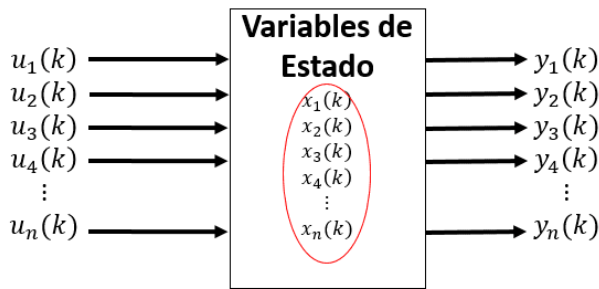 Variables de
Estado
u₁(k)
u₂(k)
u₃(k)
u₄(k)
⋮
uₙ(k)
x₁(k)
x₂(k)
x₃(k)
x₄(k)
⋮
xₙ(k)
y₁(k)
y₂(k)
y₃(k)
y₄(k)
⋮
yₙ(k)